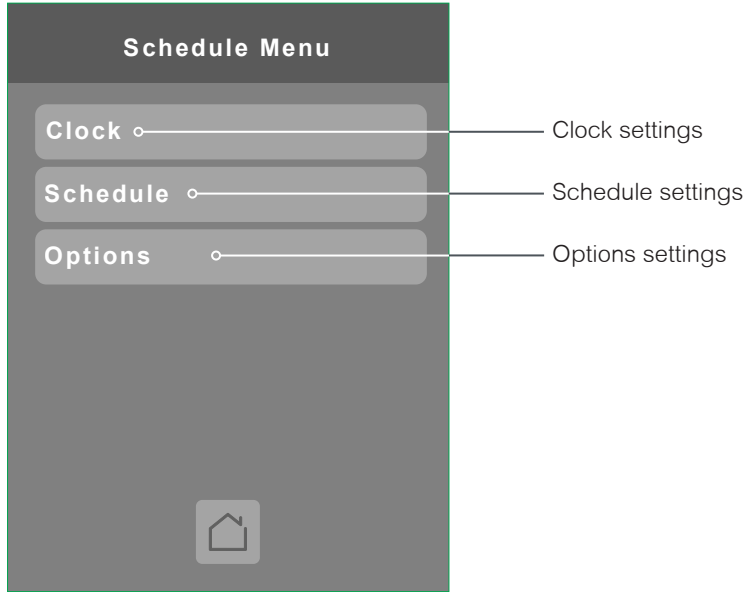 Schedule Menu
Clock
Clock settings
Schedule
Schedule settings
Options
Options settings